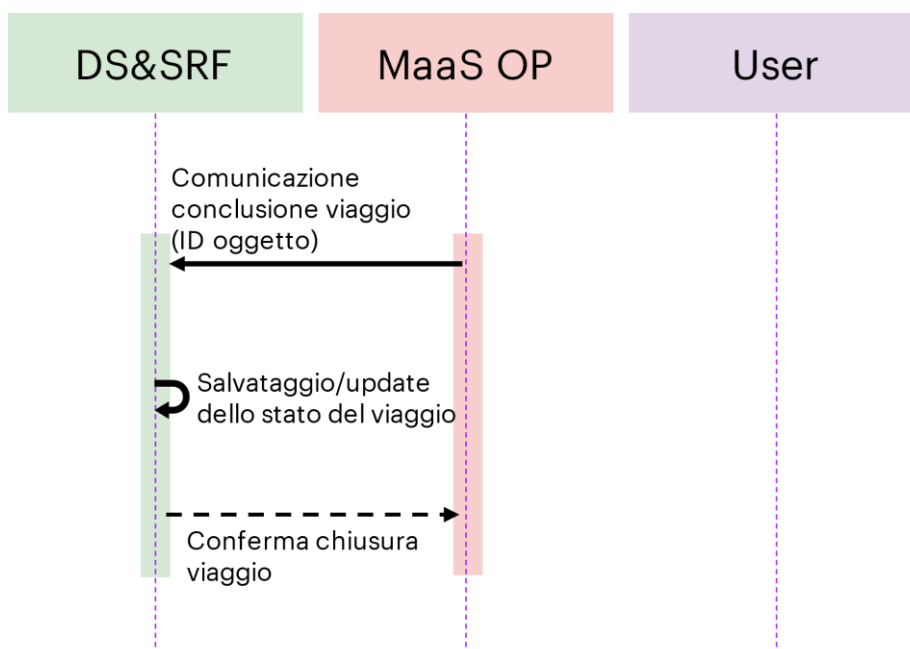 DS&SRF
MaaS OP
User
Comunicazione
conclusione viaggio
(ID oggetto)
Salvataggio/update
dello stato del viaggio
Conferma chiusura
viaggio